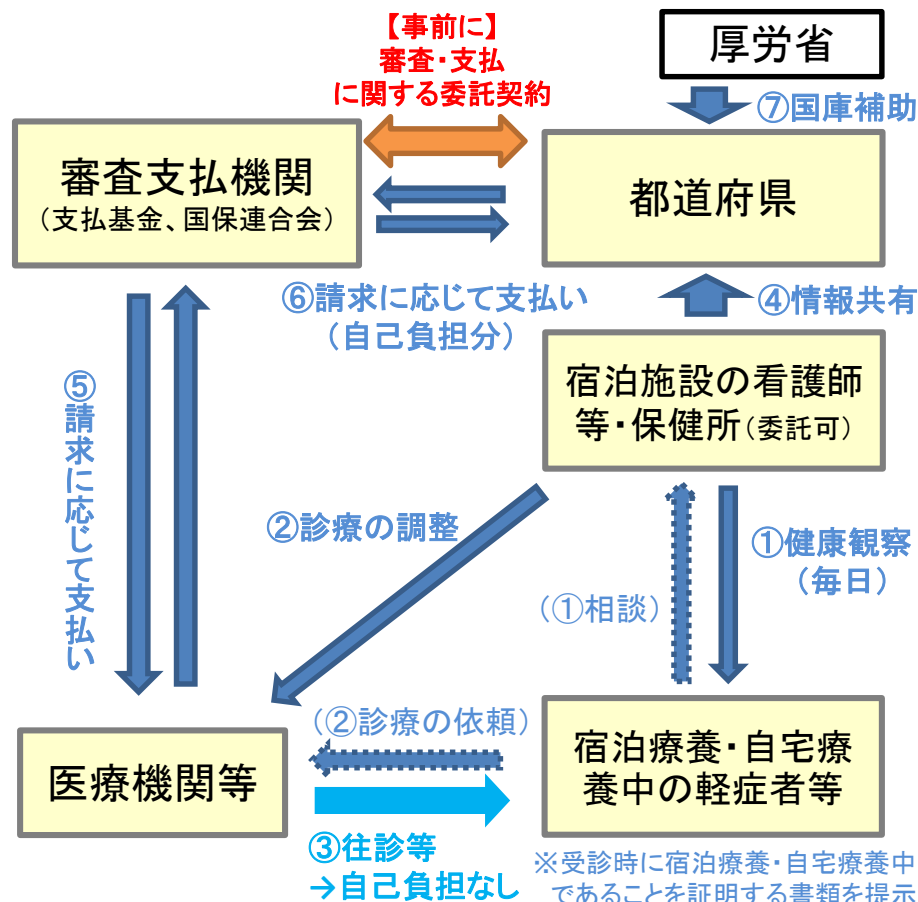 【事前に】
審査・支払
に関する委託契約
厚労省
⑦国庫補助
審査支払機関
（支払基金、国保連合会）
都道府県
⑥請求に応じて支払い
（自己負担分）
④情報共有
宿泊施設の看護師
等・保健所（委託可）
⑤請求に応じて支払い
②診療の調整
①健康観察
（毎日）
（①相談）
（②診療の依頼）
医療機関等
宿泊療養・自宅療
養中の軽症者等
③往診等
→自己負担なし
※受診時に宿泊療養・自宅療養中
であることを証明する書類を提示